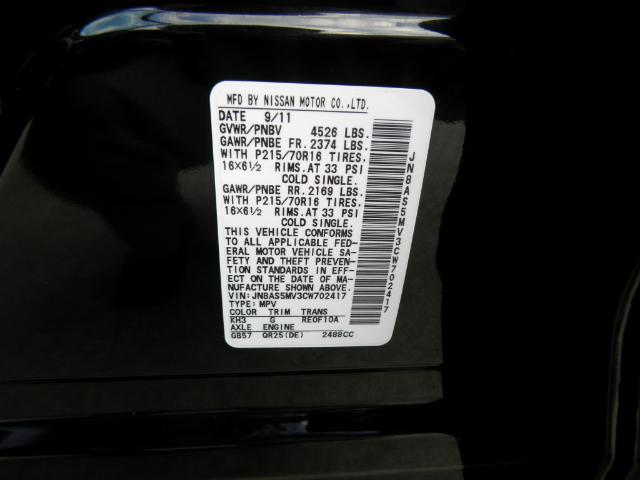 MFD BY NISSAN MOTOR CO.,LTD.
DATE 9/11
GVWR/PNBV 4526 LBS.
GAWR/PNBE FR. 2374 LBS.
WITH P215/70R16 TIRES,
16×6½ RIMS.AT 33 PSI
COLD SINGLE.
GAWR/PNBE RR. 2169 LBS.
WITH P215/70R16 TIRES,
16×6½ RIMS.AT 33 PSI
COLD SINGLE.
THIS VEHICLE CONFORMS
TO ALL APPLICABLE FED-
ERAL MOTOR VEHICLE SA-
FETY AND THEFT PREVEN-
TION STANDARDS IN EFF-
ECT ON THE DATE OF MA-
NUFACTURE SHOWN ABOVE.
VIN: JN8AS5MV3CW702417
TYPE: MPV
COLOR TRIM TRANS
KH3 G RE0F10A
AXLE ENGINE
GB57 QR25(DE) 2488CC
JN8AS5MV3CW702417